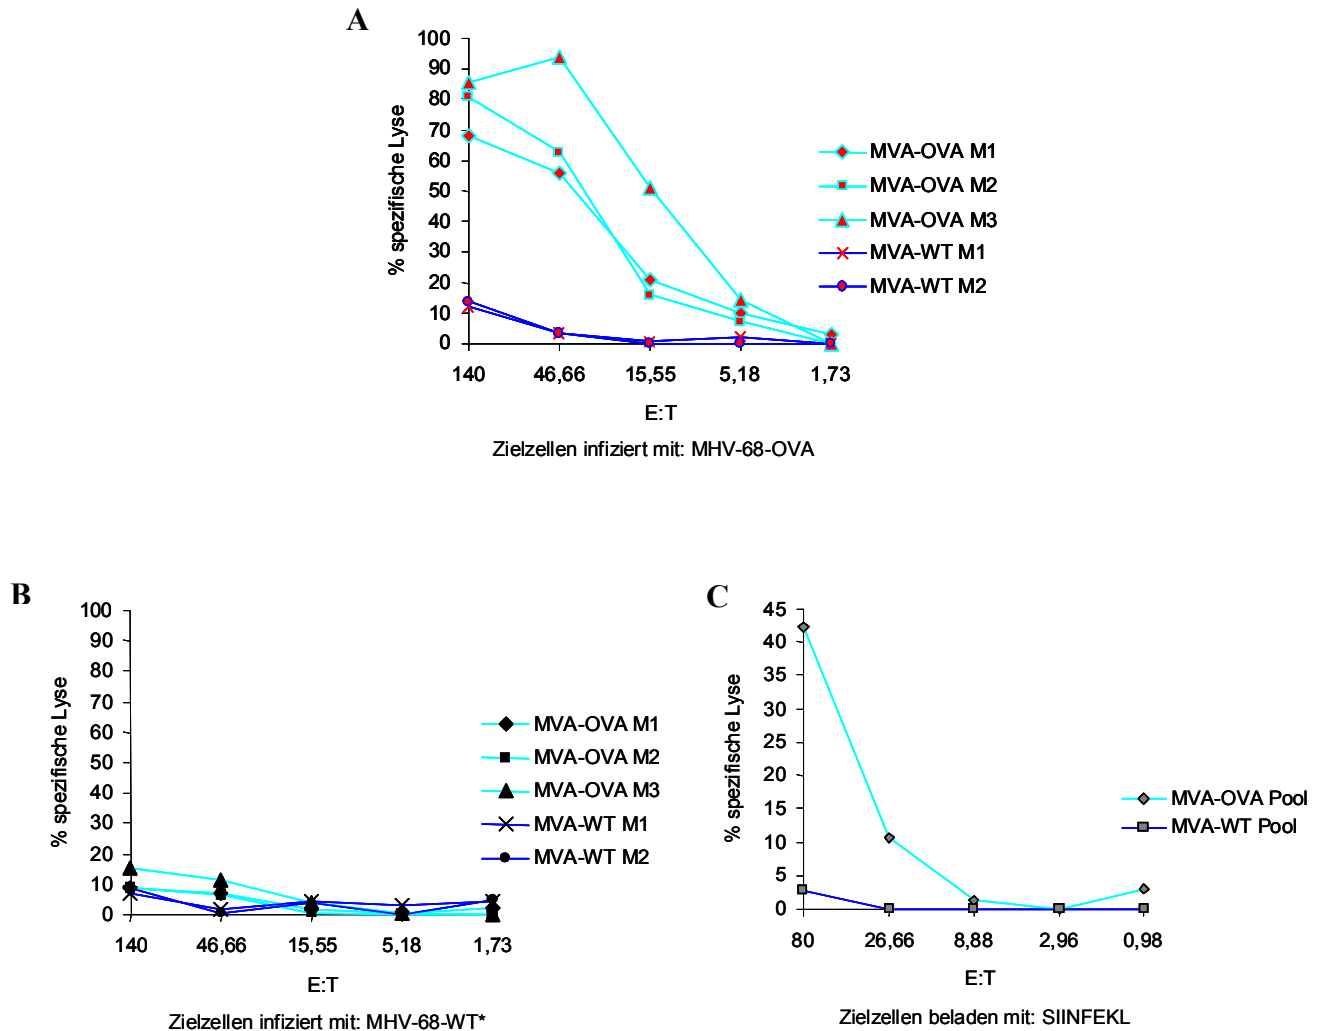 A
% spezifische Lyse
100
90
80
70
60
50
40
30
20
10
0
140 46,66 15,55 5,18 1,73
E:T
Zielzellen infiziert mit: MHV-68-OVA
MVA-OVA M1
MVA-OVA M2
MVA-OVA M3
MVA-WT M1
MVA-WT M2
B
% spezifische Lyse
100
90
80
70
60
50
40
30
20
10
0
140 46,66 15,55 5,18 1,73
E:T
Zielzellen infiziert mit: MHV-68-WT*
MVA-OVA M1
MVA-OVA M2
MVA-OVA M3
MVA-WT M1
MVA-WT M2
C
% spezifische Lyse
45
40
35
30
25
20
15
10
5
0
80 26,66 8,88 2,96 0,98
E:T
Zielzellen beladen mit: SIINFEKL
MVA-OVA Pool
MVA-WT Pool